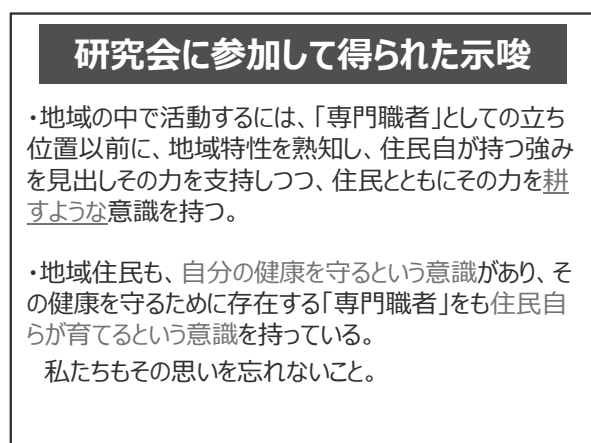 研究会に参加して得られた示唆
・地域の中で活動するには、「専門職者」としての立ち
位置以前に、地域特性を熟知し、住民自が持つ強み
を見出しその力を支持しつつ、住民とともにその力を耕
すような意識を持つ。
・地域住民も、自分の健康を守るという意識があり、そ
の健康を守るために存在する「専門職者」をも住民自
らが育てるという意識を持っている。
私たちもその思いを忘れないこと。